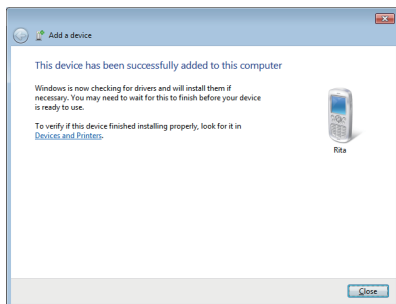 Add a device
This device has been successfully added to this computer
Windows is now checking for drivers and will install them if
necessary. You may need to wait for this to finish before your device
is ready to use.
To verify if this device finished installing properly, look for it in
Devices and Printers.
Rita
Close